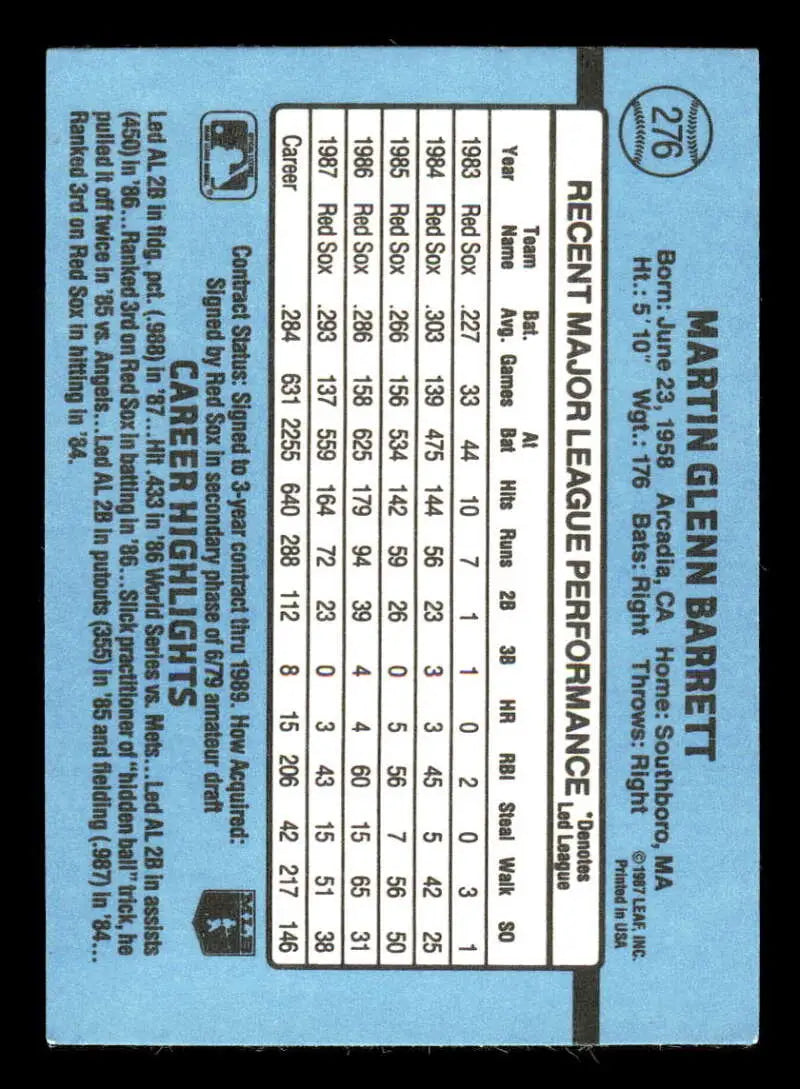 276
MARTIN GLENN BARRETT
Born: June 23, 1958 Arcadia, CA Home: Southboro, MA
Ht.: 5'10" Wgt.: 176 Bats: Right Throws: Right
©1987 LEAF, INC.
Printed in USA
RECENT MAJOR LEAGUE PERFORMANCE *Denotes Led League
Year Team Name Bat. Avg. Games At Bat Hits Runs 2B 3B HR RBI Steal Walk SO
1983 Red Sox .227 33 44 10 7 1 1 0 2 0 3 1
1984 Red Sox .303 139 475 144 56 23 3 3 45 5 42 25
1985 Red Sox .266 156 534 142 59 26 0 5 56 7 56 50
1986 Red Sox .286 158 625 179 94 39 4 4 60 15 65 31
1987 Red Sox .293 137 559 164 72 23 0 3 43 15 51 38
Career .284 631 2255 640 288 112 8 15 206 42 217 146
Contract Status: Signed to 3-year contract thru 1989. How Acquired:
Signed by Red Sox in secondary phase of 6/79 amateur draft
MLB
CAREER HIGHLIGHTS
Led AL 2B in fldg. pct. (.988) in '87...Hit .433 in '86 World Series vs. Mets...Led AL 2B in assists
(450) in '86...Ranked 3rd on Red Sox in batting in '86...Slick practitioner of "hidden ball" trick, he
pulled it off twice in '85 vs. Angels...Led AL 2B in putouts (355) in '85 and fielding (.987) in '84...
Ranked 3rd on Red Sox in hitting in '84.